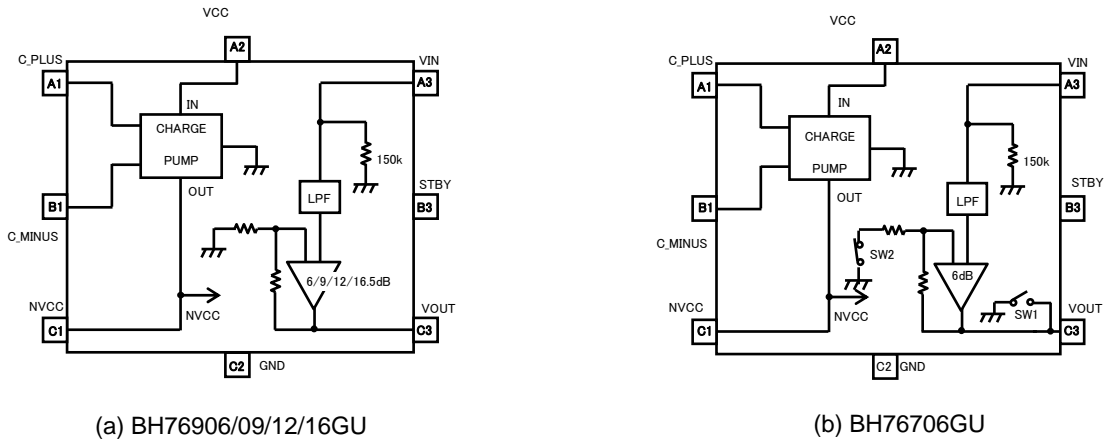 VCC
A2
C_PLUS
VIN
A1
A3
IN
CHARGE
PUMP
150k
OUT
LPF
STBY
B1
B3
C_MINUS
6/9/12/16.5dB
NVCC
NVCC
VOUT
C1
C3
C2
GND
(a) BH76906/09/12/16GU
VCC
A2
C_PLUS
VIN
A1
A3
IN
CHARGE
PUMP
150k
OUT
LPF
STBY
B1
B3
C_MINUS
SW2
6dB
NVCC
NVCC
SW1
VOUT
C1
C3
C2
GND
(b) BH76706GU